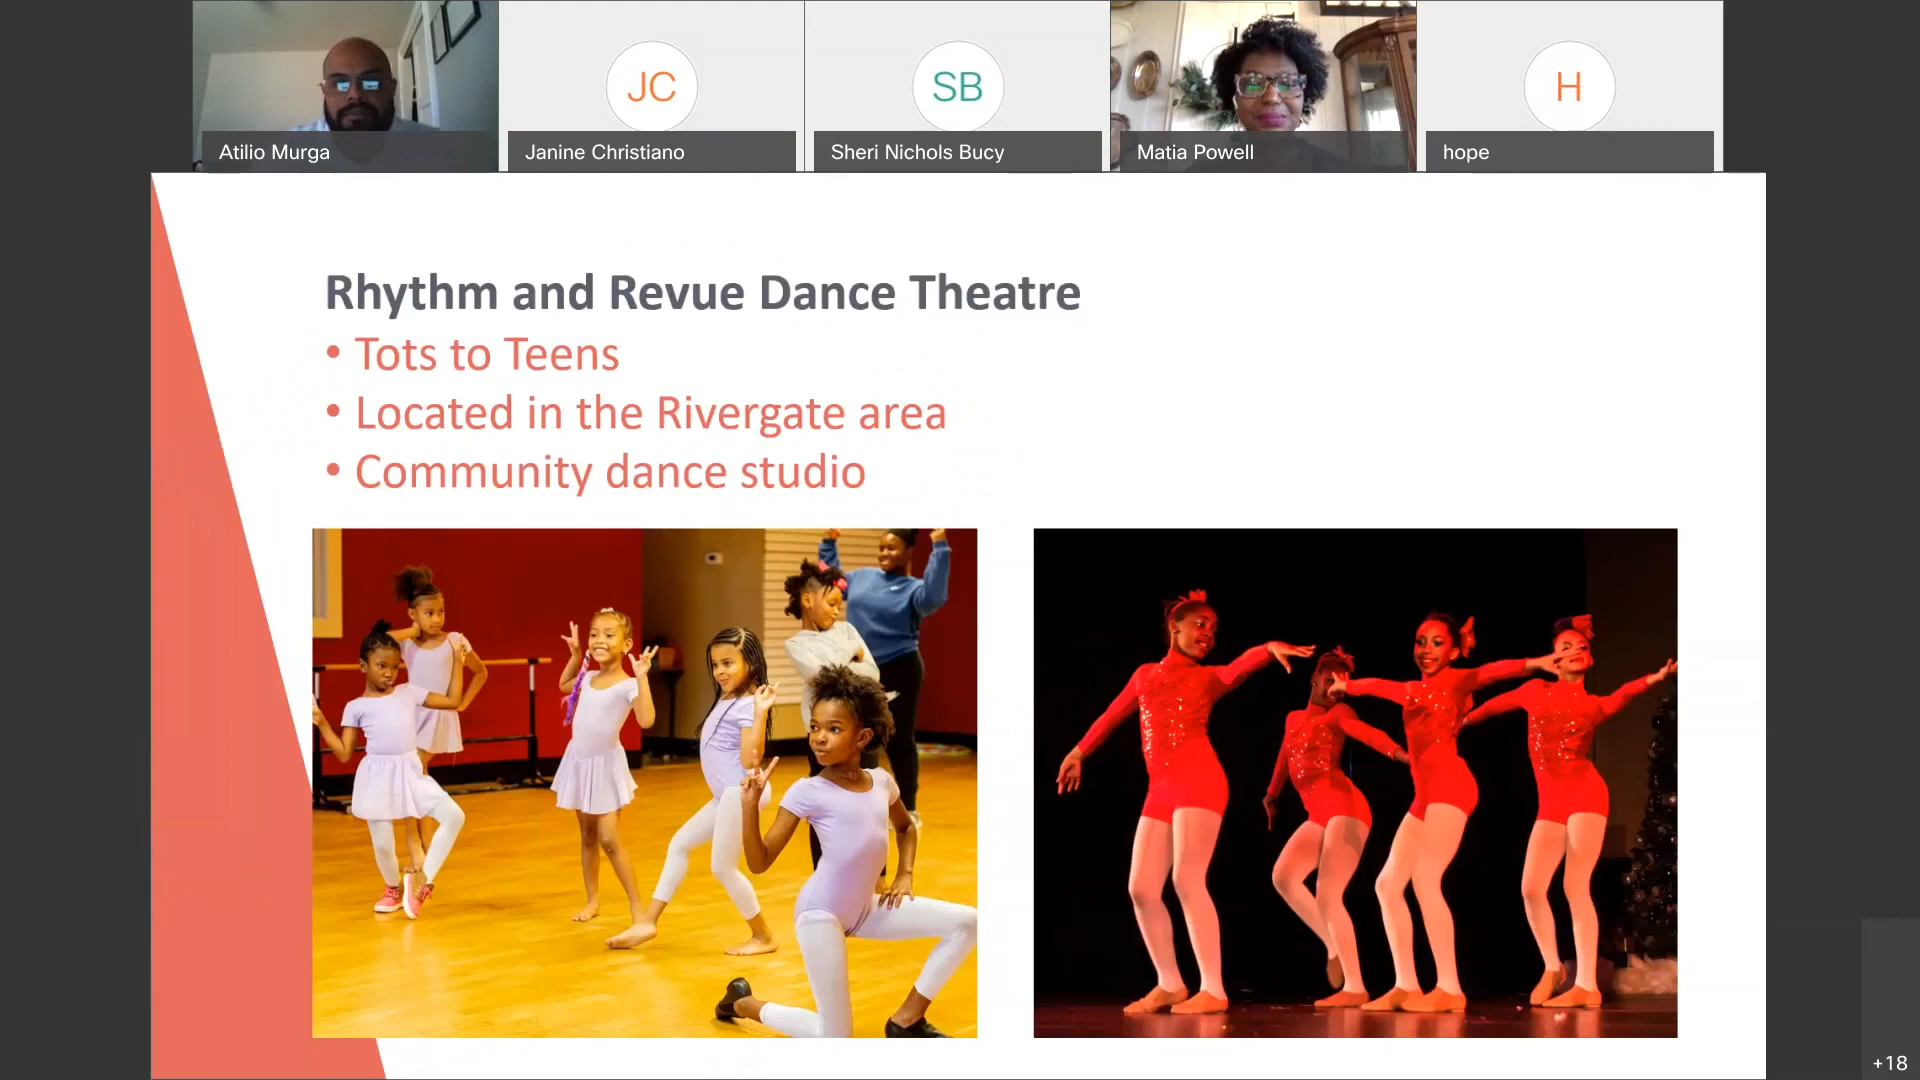 JC
SB
H
Atilio Murga
Janine Christiano
Sheri Nichols Bucy
Matia Powell
hope
Rhythm and Revue Dance Theatre
• Tots to Teens
• Located in the Rivergate area
• Community dance studio
+18